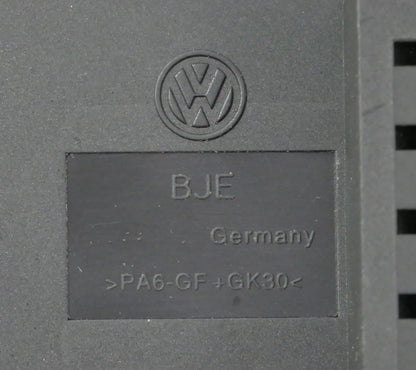 VW
BJE
Germany
>PA6-GF+GK30<